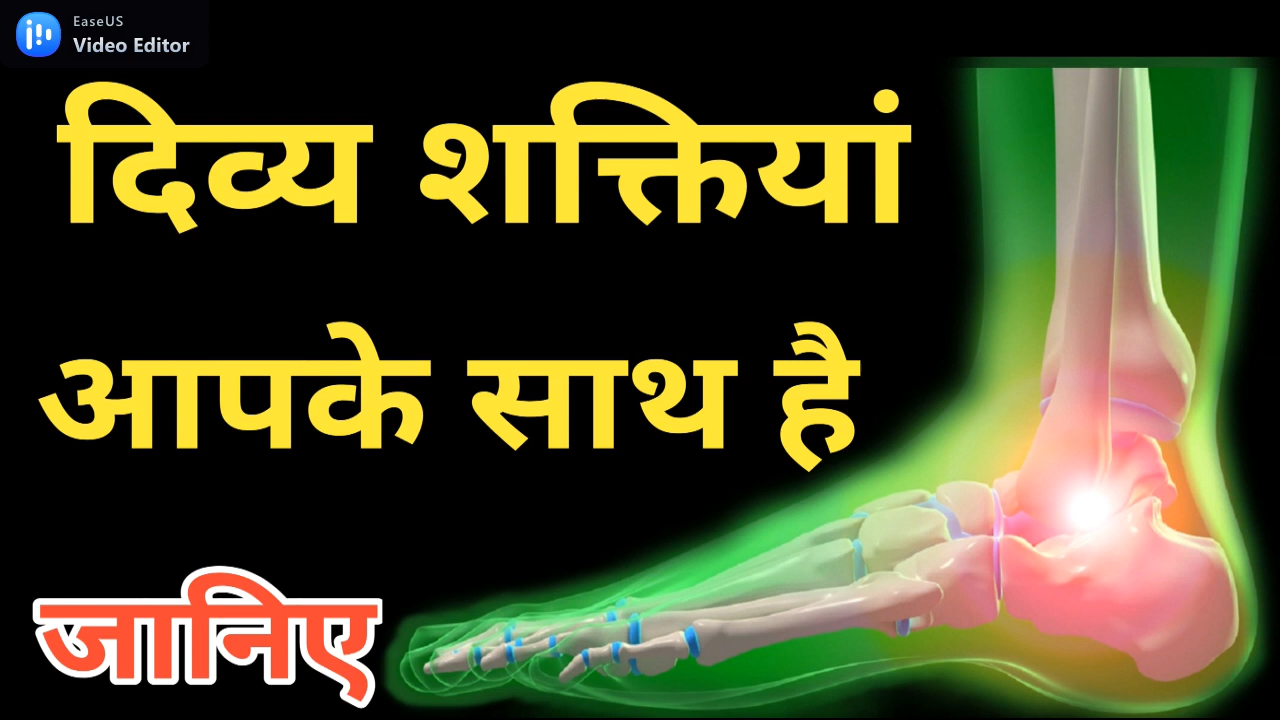 EaseUS
Video Editor
दिव्य शक्तियां
आपके साथ है
जानिए